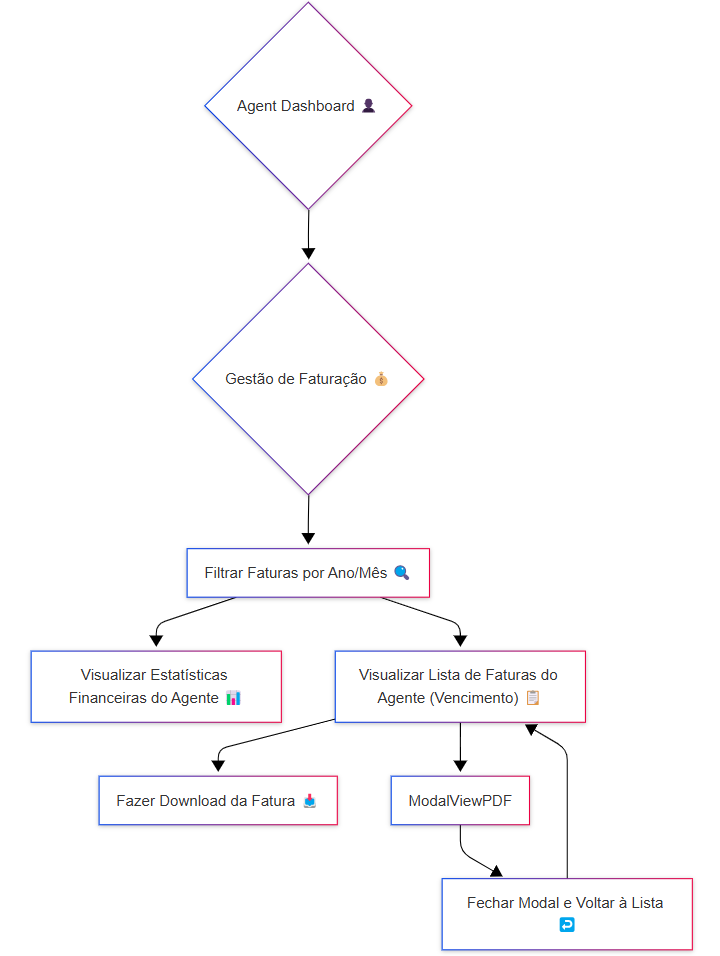 Agent Dashboard 👤
Gestão de Faturação 💰
Filtrar Faturas por Ano/Mês 🔍
Visualizar Estatísticas
Financeiras do Agente 📊
Visualizar Lista de Faturas do
Agente (Vencimento) 📋
Fazer Download da Fatura 📥
ModalViewPDF
Fechar Modal e Voltar à Lista
↩️